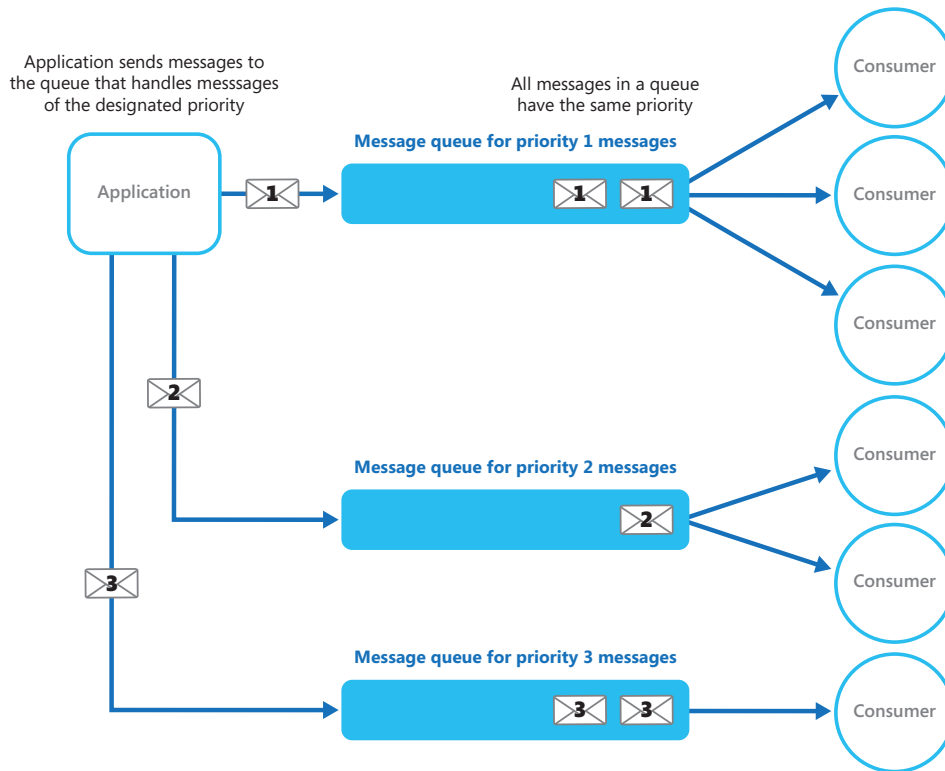 Application sends messages to
the queue that handles messsages
of the designated priority
All messages in a queue
have the same priority
Consumer
Message queue for priority 1 messages
Application
1
1
1
Consumer
Consumer
2
Message queue for priority 2 messages
Consumer
2
Consumer
3
Message queue for priority 3 messages
3
3
Consumer